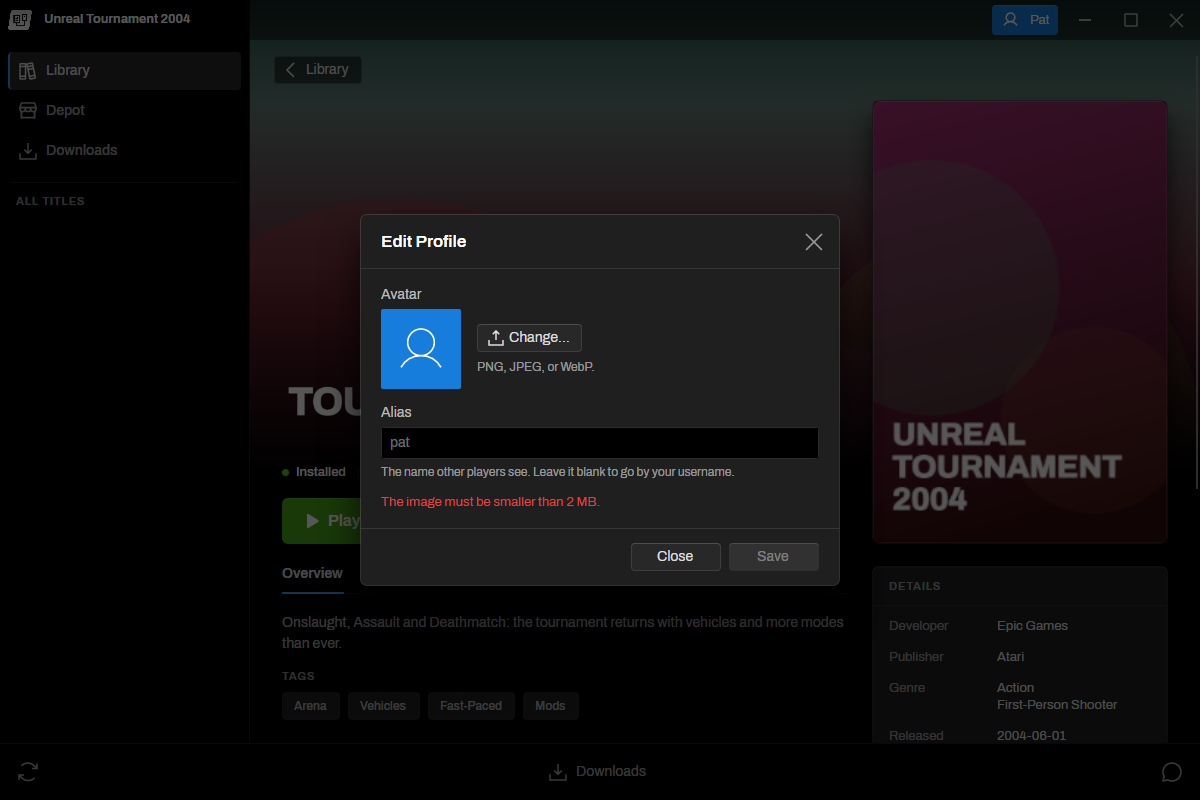 Unreal Tournament 2004
Pat
Library
Depot
Downloads
ALL TITLES
Library
UNREAL
TOURNAMENT
2004
Edit Profile
Avatar
Change...
PNG, JPEG, or WebP.
Alias
pat
The name other players see. Leave it blank to go by your username.
The image must be smaller than 2 MB.
Close
Save
TOU
Installed
Play
Overview
Onslaught, Assault and Deathmatch: the tournament returns with vehicles and more modes
than ever.
TAGS
Arena
Vehicles
Fast-Paced
Mods
DETAILS
Developer
Epic Games
Publisher
Atari
Genre
Action
First-Person Shooter
Released
2004-06-01
Downloads